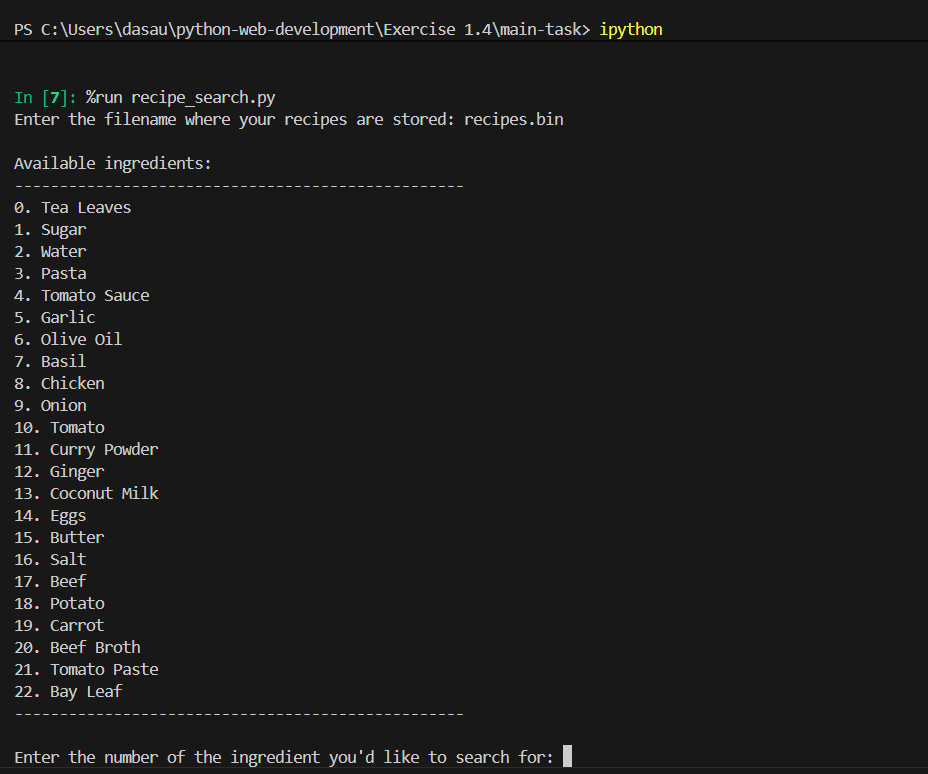 PS C:\Users\dasau\python-web-development\Exercise 1.4\main-task> ipython
In [7]: %run recipe_search.py
Enter the filename where your recipes are stored: recipes.bin
Available ingredients:
--------------------------------------------------
0. Tea Leaves
1. Sugar
2. Water
3. Pasta
4. Tomato Sauce
5. Garlic
6. Olive Oil
7. Basil
8. Chicken
9. Onion
10. Tomato
11. Curry Powder
12. Ginger
13. Coconut Milk
14. Eggs
15. Butter
16. Salt
17. Beef
18. Potato
19. Carrot
20. Beef Broth
21. Tomato Paste
22. Bay Leaf
--------------------------------------------------
Enter the number of the ingredient you'd like to search for: